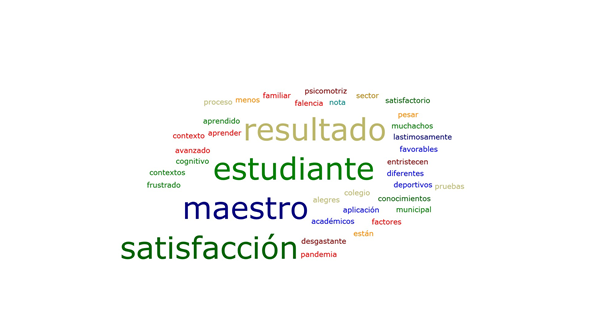 psicomotriz
familiar
sector
menos
proceso
falencia
nota
satisfactorio
pesar
aprendido
resultado
muchachos
contexto
aprender
lastimosamente
avanzado
favorables
cognitivo
estudiante
entristecen
contextos
diferentes
frustrado
deportivos
pruebas
colegio
alegres
conocimientos
maestro
aplicación
municipal
académicos
factores
están
satisfacción
desgastante
pandemia